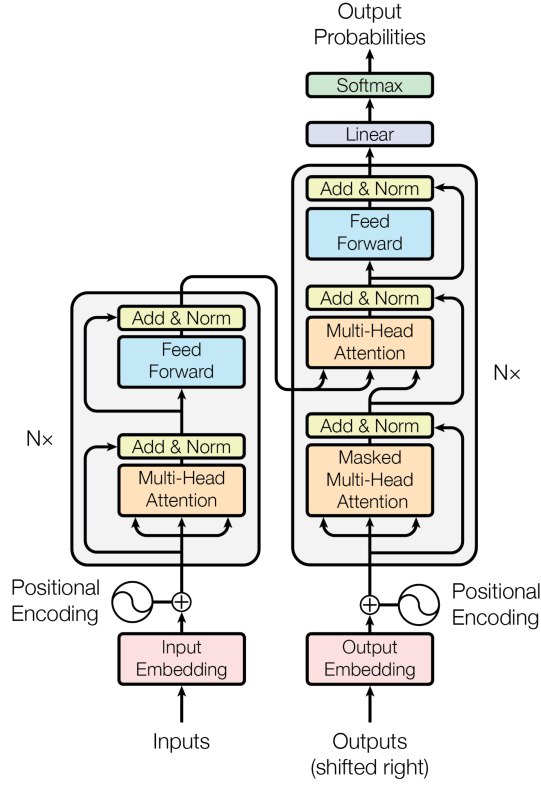 Output
Probabilities
Softmax
Linear
Add & Norm
Feed
Forward
Add & Norm
Multi-Head
Attention
Add & Norm
Masked
Multi-Head
Attention
N×
Add & Norm
Feed
Forward
Add & Norm
Multi-Head
Attention
N×
Positional
Encoding
Positional
Encoding
Input
Embedding
Output
Embedding
Inputs
Outputs
(shifted right)